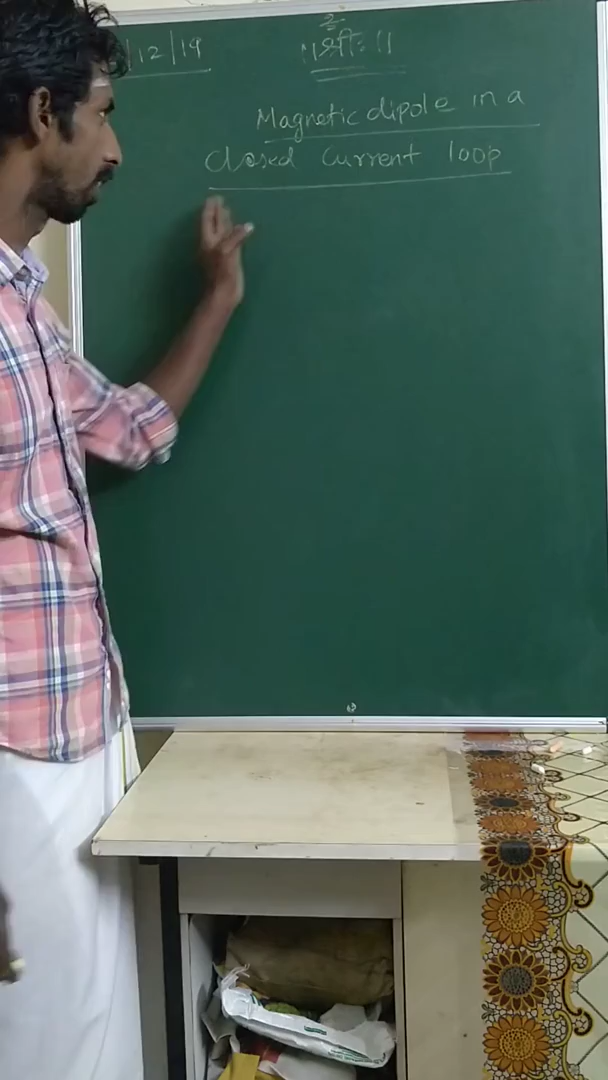 /12/19
॥श्रीः॥
Magnetic dipole in a
closed current loop